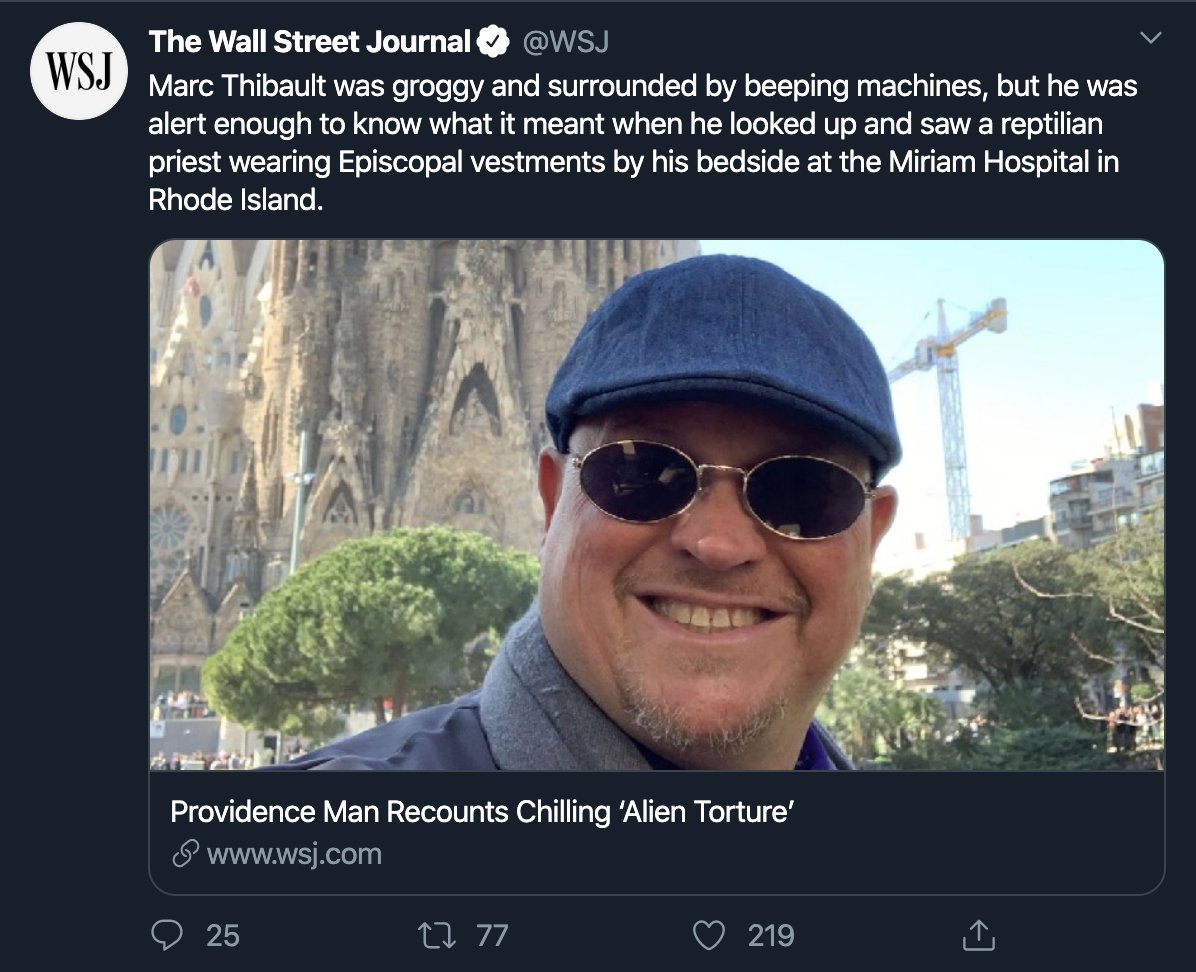 WSJ
The Wall Street Journal @WSJ
Marc Thibault was groggy and surrounded by beeping machines, but he was
alert enough to know what it meant when he looked up and saw a reptilian
priest wearing Episcopal vestments by his bedside at the Miriam Hospital in
Rhode Island.
Providence Man Recounts Chilling ‘Alien Torture’
www.wsj.com
25 77 219